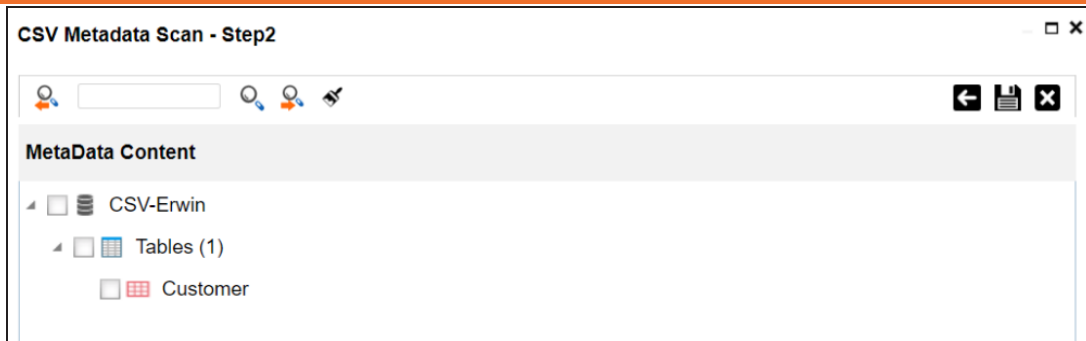 CSV Metadata Scan - Step2
MetaData Content
CSV-Erwin
Tables (1)
Customer